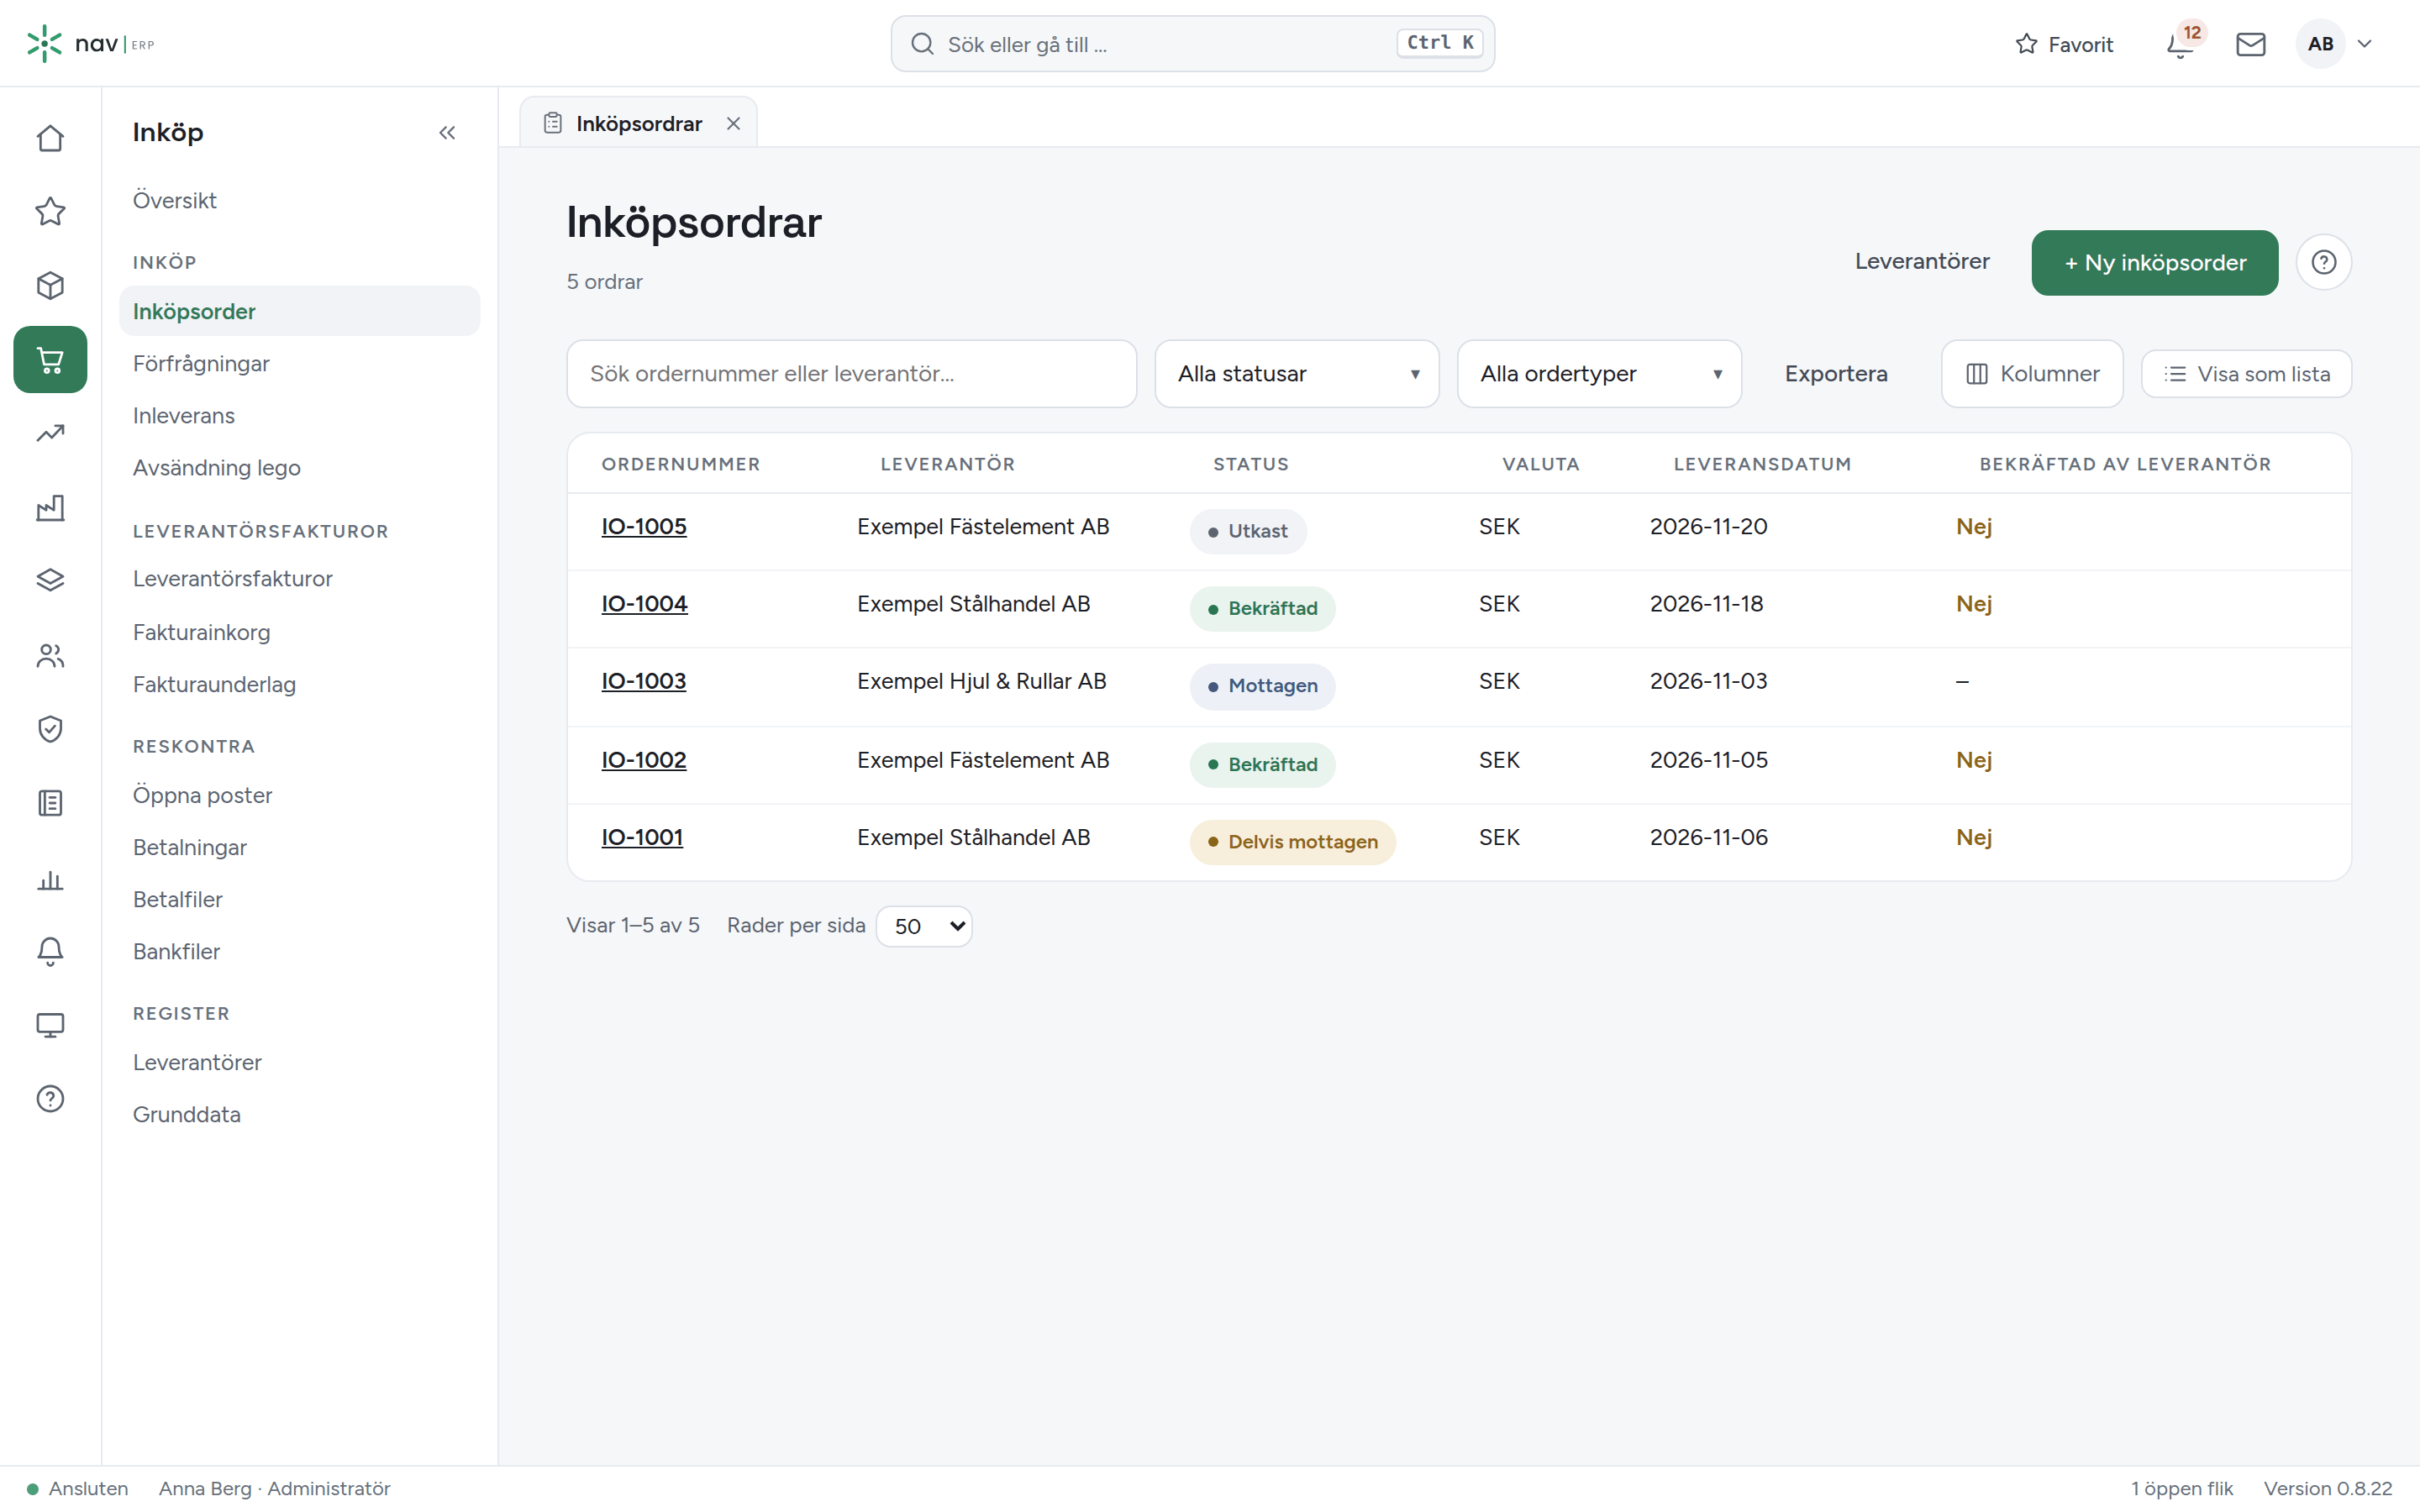 nav | ERP
Sök eller gå till ...
Ctrl K
Favorit
12
AB
Inköp
Översikt
INKÖP
Inköpsorder
Förfrågningar
Inleverans
Avsändning lego
LEVERANTÖRSFAKTUROR
Leverantörsfakturor
Fakturainkorg
Fakturaunderlag
RESKONTRA
Öppna poster
Betalningar
Betalfiler
Bankfiler
REGISTER
Leverantörer
Grunddata
Inköpsordrar
Inköpsordrar
5 ordrar
Leverantörer
+ Ny inköpsorder
Sök ordernummer eller leverantör...
Alla statusar
Alla ordertyper
Exportera
Kolumner
Visa som lista
ORDERNUMMER LEVERANTÖR STATUS VALUTA LEVERANSDATUM BEKRÄFTAD AV LEVERANTÖR
IO-1005 Exempel Fästelement AB Utkast SEK 2026-11-20 Nej
IO-1004 Exempel Stålhandel AB Bekräftad SEK 2026-11-18 Nej
IO-1003 Exempel Hjul & Rullar AB Mottagen SEK 2026-11-03 –
IO-1002 Exempel Fästelement AB Bekräftad SEK 2026-11-05 Nej
IO-1001 Exempel Stålhandel AB Delvis mottagen SEK 2026-11-06 Nej
Visar 1–5 av 5 Rader per sida 50
Ansluten Anna Berg · Administratör
1 öppen flik Version 0.8.22